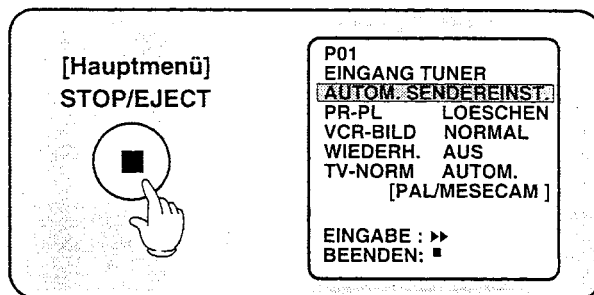 [Hauptmenü]
STOP/EJECT
P01
EINGANG TUNER
AUTOM. SENDEREINST.
PR-PL LOESCHEN
VCR-BILD NORMAL
WIEDERH. AUS
TV-NORM AUTOM.
[PAL/MESECAM ]
EINGABE : ▶▶
BEENDEN: ■